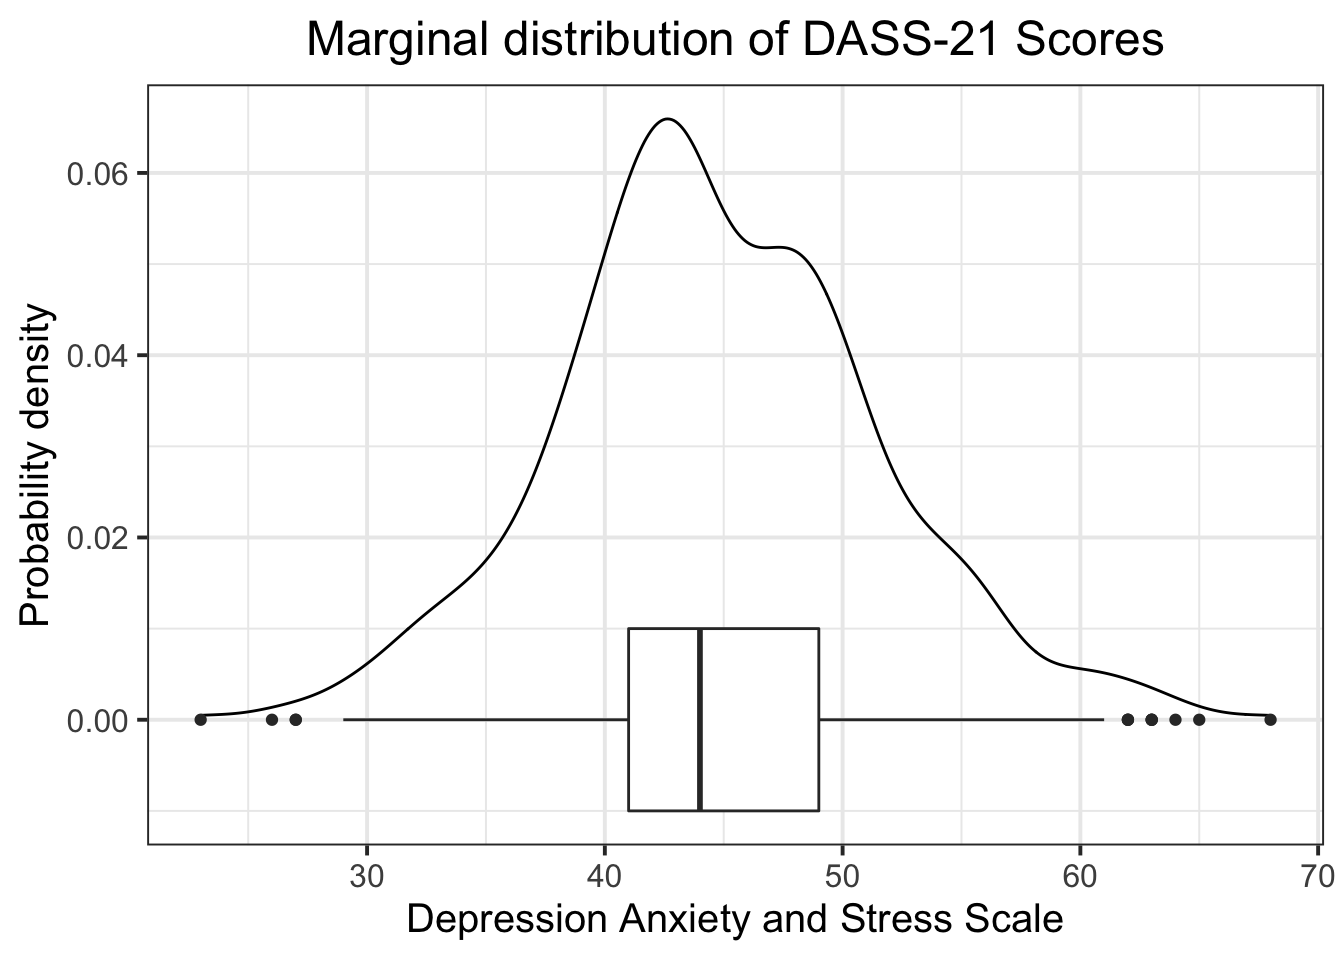 Marginal distribution of DASS-21 Scores
Probability density
0.06
0.04
0.02
0.00
30 40 50 60 70
Depression Anxiety and Stress Scale